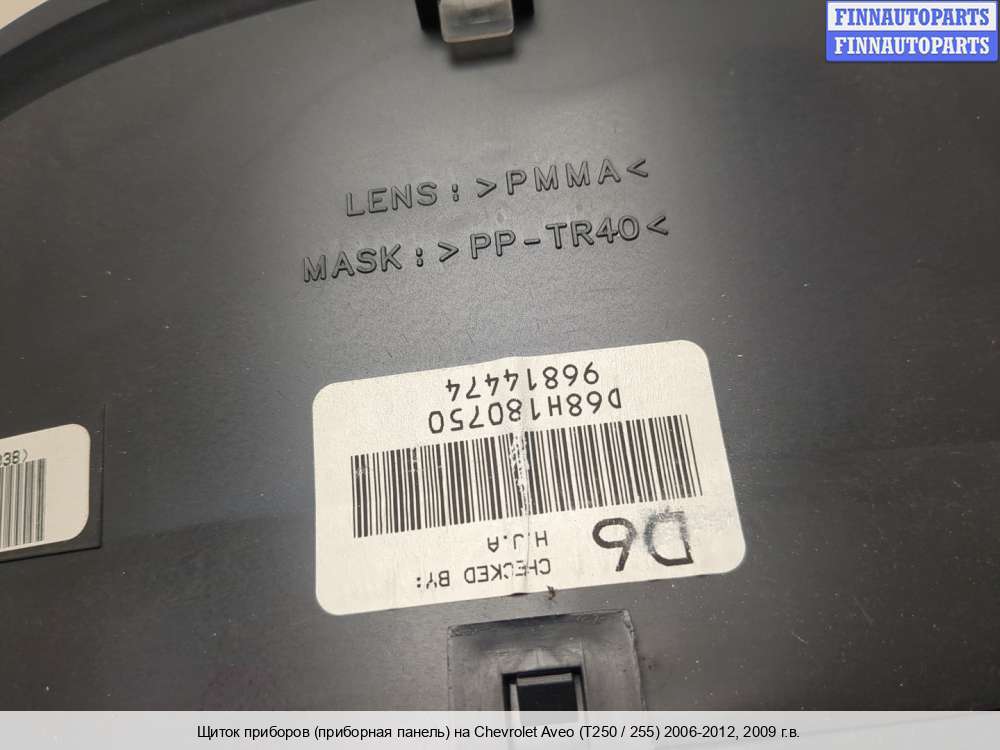 FINNAUTOPARTS
FINNAUTOPARTS
LENS : >PMMA<
MASK : >PP-TR40<
96814474
D68H180750
D6
H.J.A
CHECKED BY:
Щиток приборов (приборная панель) на Chevrolet Aveo (T250 / 255) 2006-2012, 2009 г.в.